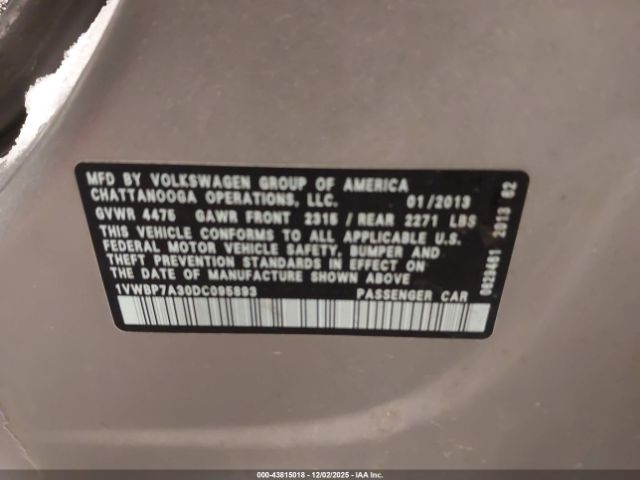 MFD BY VOLKSWAGEN GROUP OF AMERICA
CHATTANOOGA OPERATIONS, LLC. 01/2013
GVWR 4475 GAWR FRONT 2315 / REAR 2271 LBS
THIS VEHICLE CONFORMS TO ALL APPLICABLE U.S.
FEDERAL MOTOR VEHICLE SAFETY, BUMPER AND
THEFT PREVENTION STANDARDS IN EFFECT ON THE
DATE OF MANUFACTURE SHOWN ABOVE
1VWBP7A30DC095893 PASSENGER CAR
2013 62
000-43815018 - 12/02/2025 - ▲ IAA Inc.